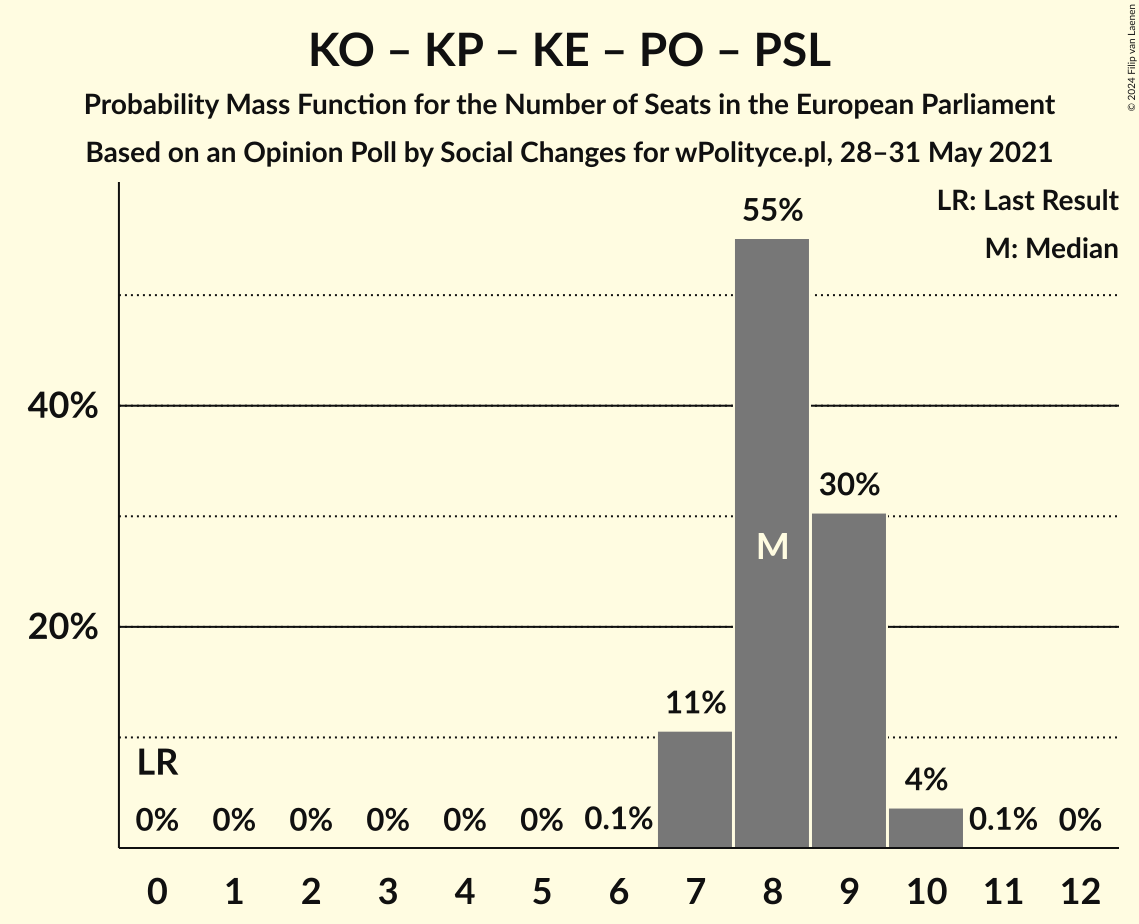 KO – KP – KE – PO – PSL
Probability Mass Function for the Number of Seats in the European Parliament
Based on an Opinion Poll by Social Changes for wPolityce.pl, 28–31 May 2021
© 2024 Filip van Laenen
LR: Last Result
M: Median
55%
40%
30%
M
20%
11%
LR
4%
0% 0% 0% 0% 0% 0% 0.1% 0.1% 0%
0 1 2 3 4 5 6 7 8 9 10 11 12